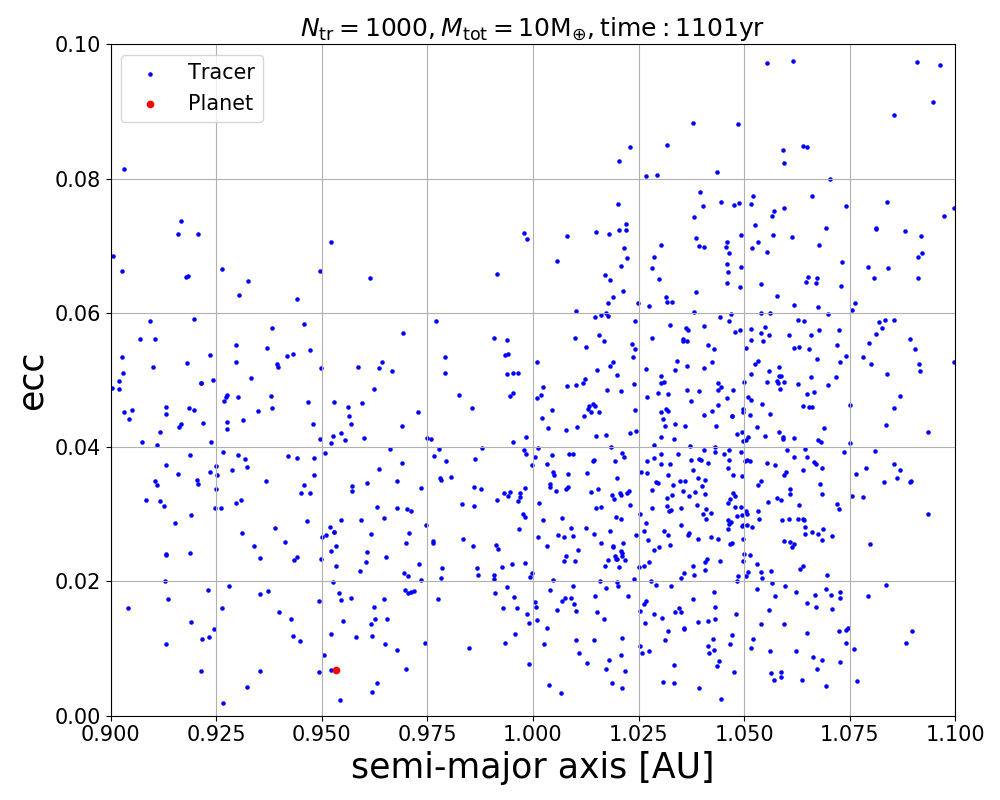 N_tr = 1000, M_tot = 10M_⊕, time : 1101yr
Tracer
Planet
ecc
0.10
0.08
0.06
0.04
0.02
0.00
0.900 0.925 0.950 0.975 1.000 1.025 1.050 1.075 1.100
semi-major axis [AU]